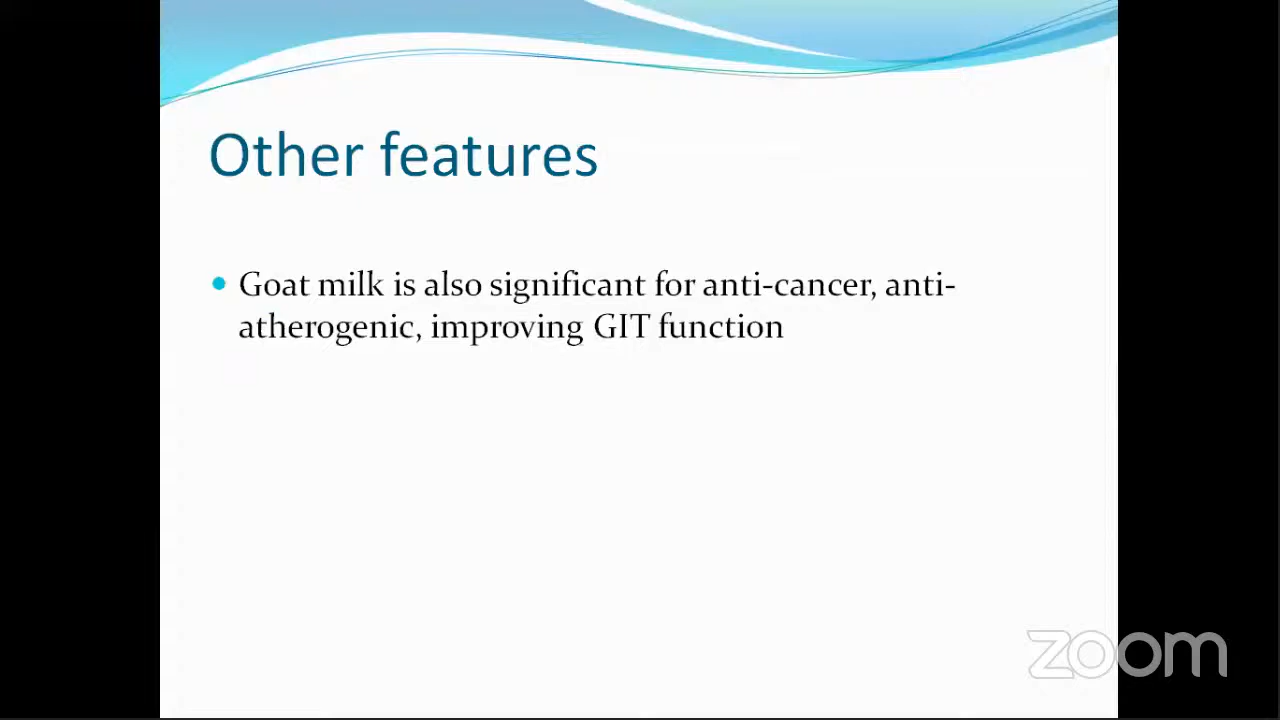 Other features
Goat milk is also significant for anti-cancer, anti-
atherogenic, improving GIT function
zoom